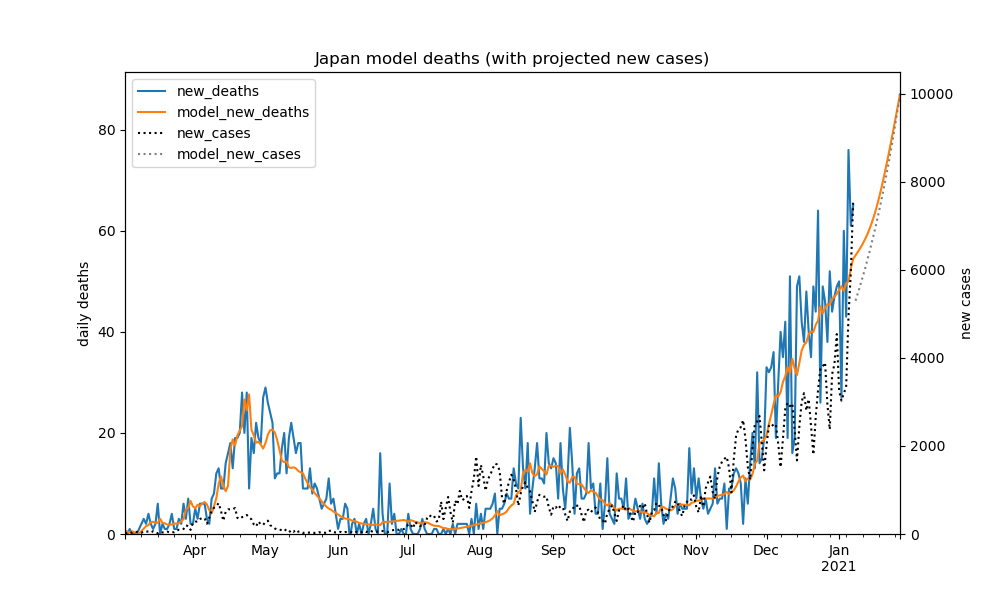 Japan model deaths (with projected new cases)
new_deaths
model_new_deaths
new_cases
model_new_cases
daily deaths
new cases
0
20
40
60
80
0
2000
4000
6000
8000
10000
Apr
May
Jun
Jul
Aug
Sep
Oct
Nov
Dec
Jan
2021